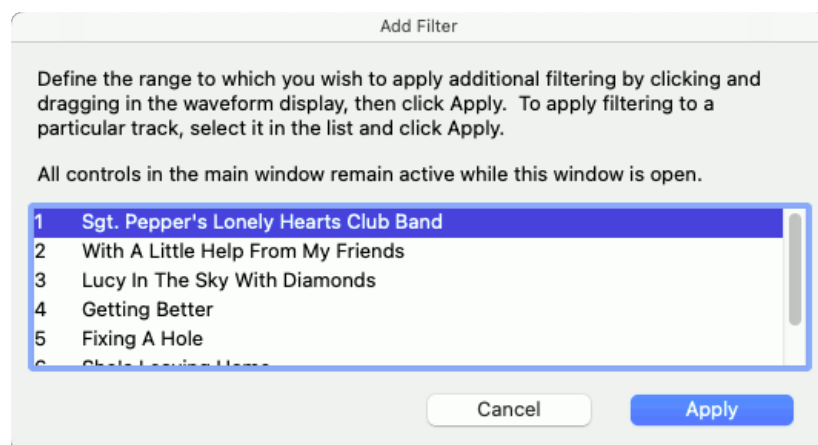 Add Filter
Define the range to which you wish to apply additional filtering by clicking and
dragging in the waveform display, then click Apply.  To apply filtering to a
particular track, select it in the list and click Apply.
All controls in the main window remain active while this window is open.
1 Sgt. Pepper's Lonely Hearts Club Band
2 With A Little Help From My Friends
3 Lucy In The Sky With Diamonds
4 Getting Better
5 Fixing A Hole
6 She's Leaving Home
Cancel Apply